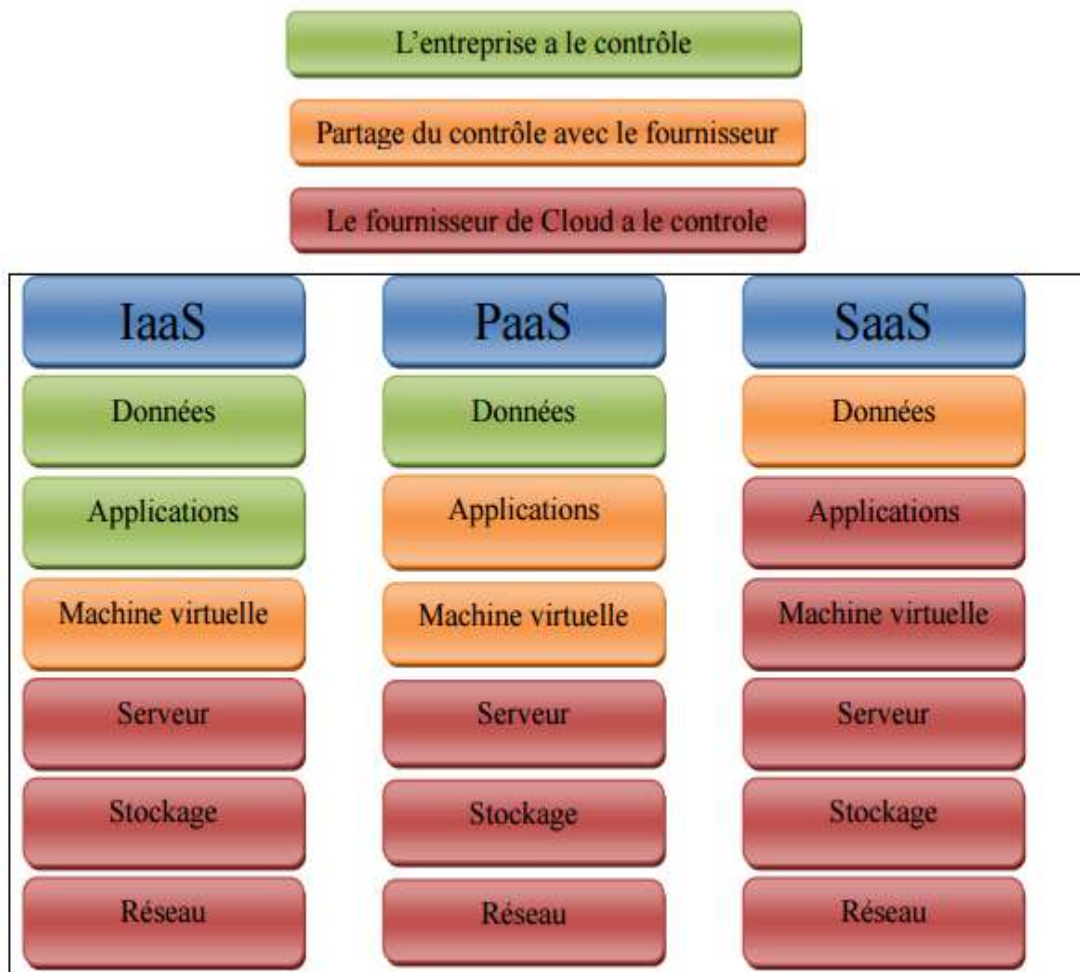 L'entreprise a le contrôle
Partage du contrôle avec le fournisseur
Le fournisseur de Cloud a le controle
IaaS PaaS SaaS
Données Données Données
Applications Applications Applications
Machine virtuelle Machine virtuelle Machine virtuelle
Serveur Serveur Serveur
Stockage Stockage Stockage
Réseau Réseau Réseau